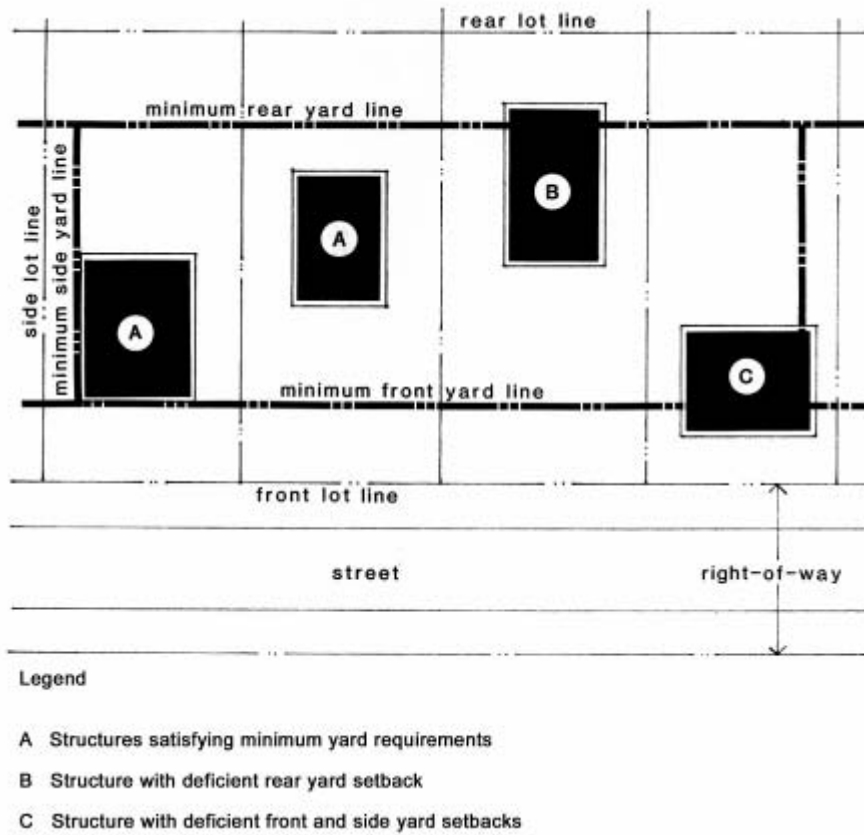 rear lot line
minimum rear yard line
side lot line
minimum side yard line
B
A
A
C
minimum front yard line
front lot line
street
right-of-way
Legend
A Structures satisfying minimum yard requirements
B Structure with deficient rear yard setback
C Structure with deficient front and side yard setbacks